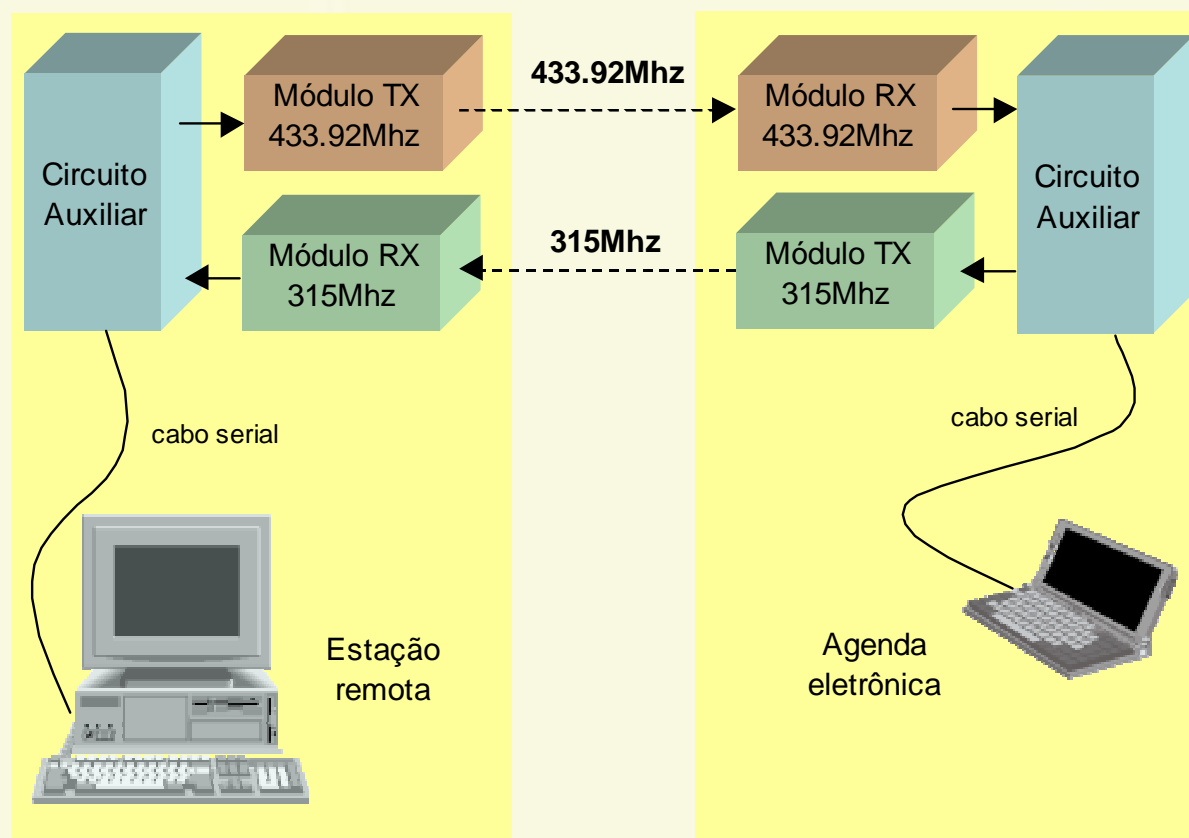 Circuito
Auxiliar
Módulo TX
433.92Mhz
433.92Mhz
Módulo RX
433.92Mhz
Circuito
Auxiliar
Módulo RX
315Mhz
315Mhz
Módulo TX
315Mhz
cabo serial
cabo serial
Estação
remota
Agenda
eletrônica